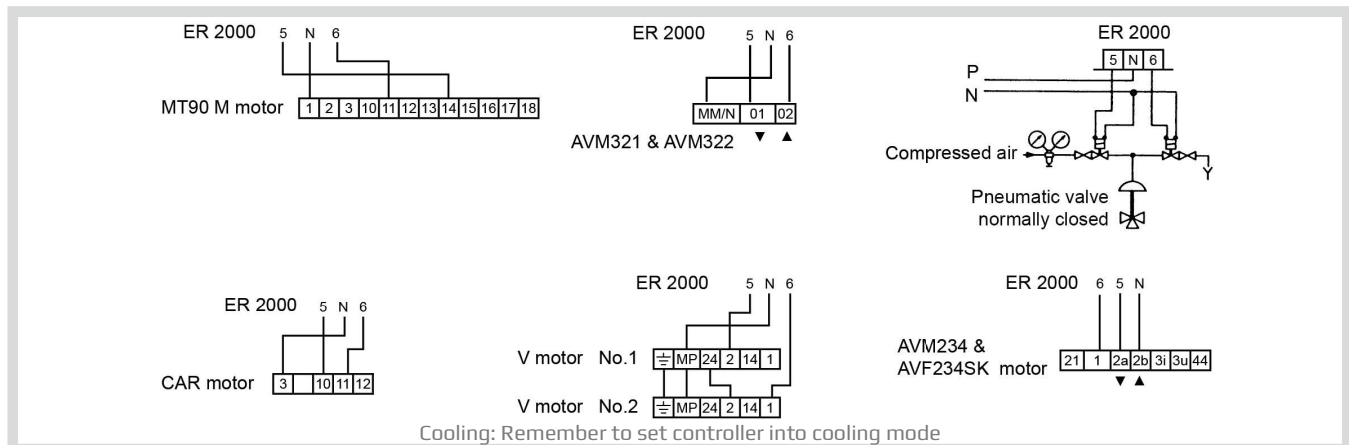 ER 2000 5 N 6
MT90 M motor 1 2 3 10 11 12 13 14 15 16 17 18
ER 2000 5 N 6
MM/N 01 02
▼ ▲
AVM321 & AVM322
ER 2000
5 N 6
P
N
Compressed air
Y
Pneumatic valve
normally closed
ER 2000 5 N 6
CAR motor 3 10 11 12
ER 2000 5 N 6
V motor No.1 MP 24 2 14 1
V motor No.2 MP 24 2 14 1
ER 2000 6 5 N
AVM234 &
AVF234SK motor 21 1 2a 2b 3i 3u 44
▼ ▲
Cooling: Remember to set controller into cooling mode